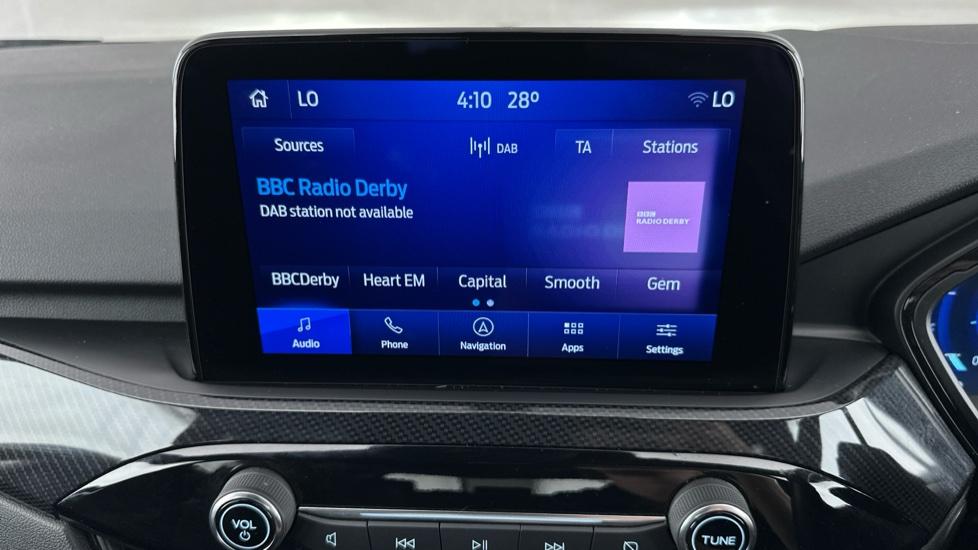 LO 4:10 28º LO
Sources DAB TA Stations
BBC Radio Derby
DAB station not available
BBC
RADIO DERBY
BBCDerby Heart EM Capital Smooth Gem
Audio Phone Navigation Apps Settings
VOL TUNE